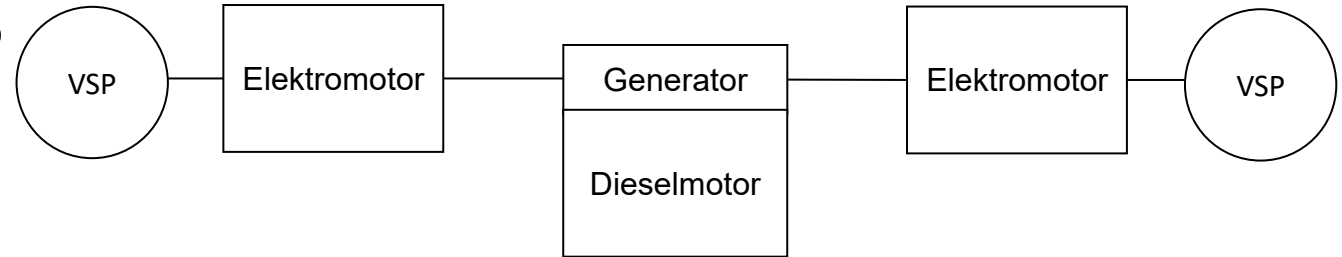 VSP
Elektromotor
Generator
Elektromotor
VSP
Dieselmotor